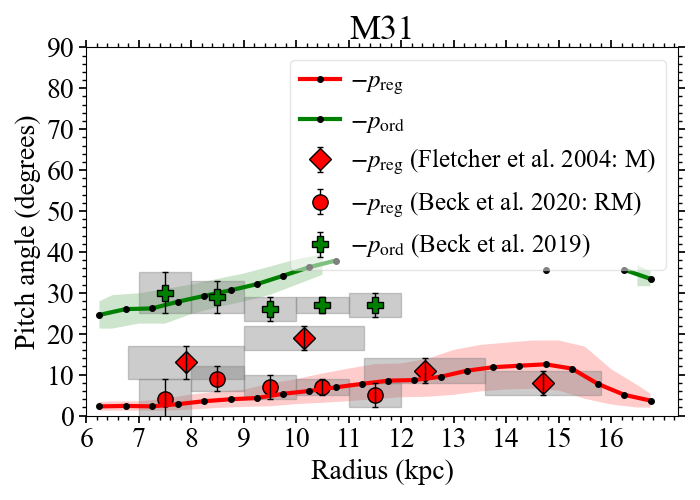 M31
Pitch angle (degrees)
90
80
70
60
50
40
30
20
10
0
−p_reg
−p_ord
−p_reg (Fletcher et al. 2004: M)
−p_reg (Beck et al. 2020: RM)
−p_ord (Beck et al. 2019)
6 7 8 9 10 11 12 13 14 15 16
Radius (kpc)